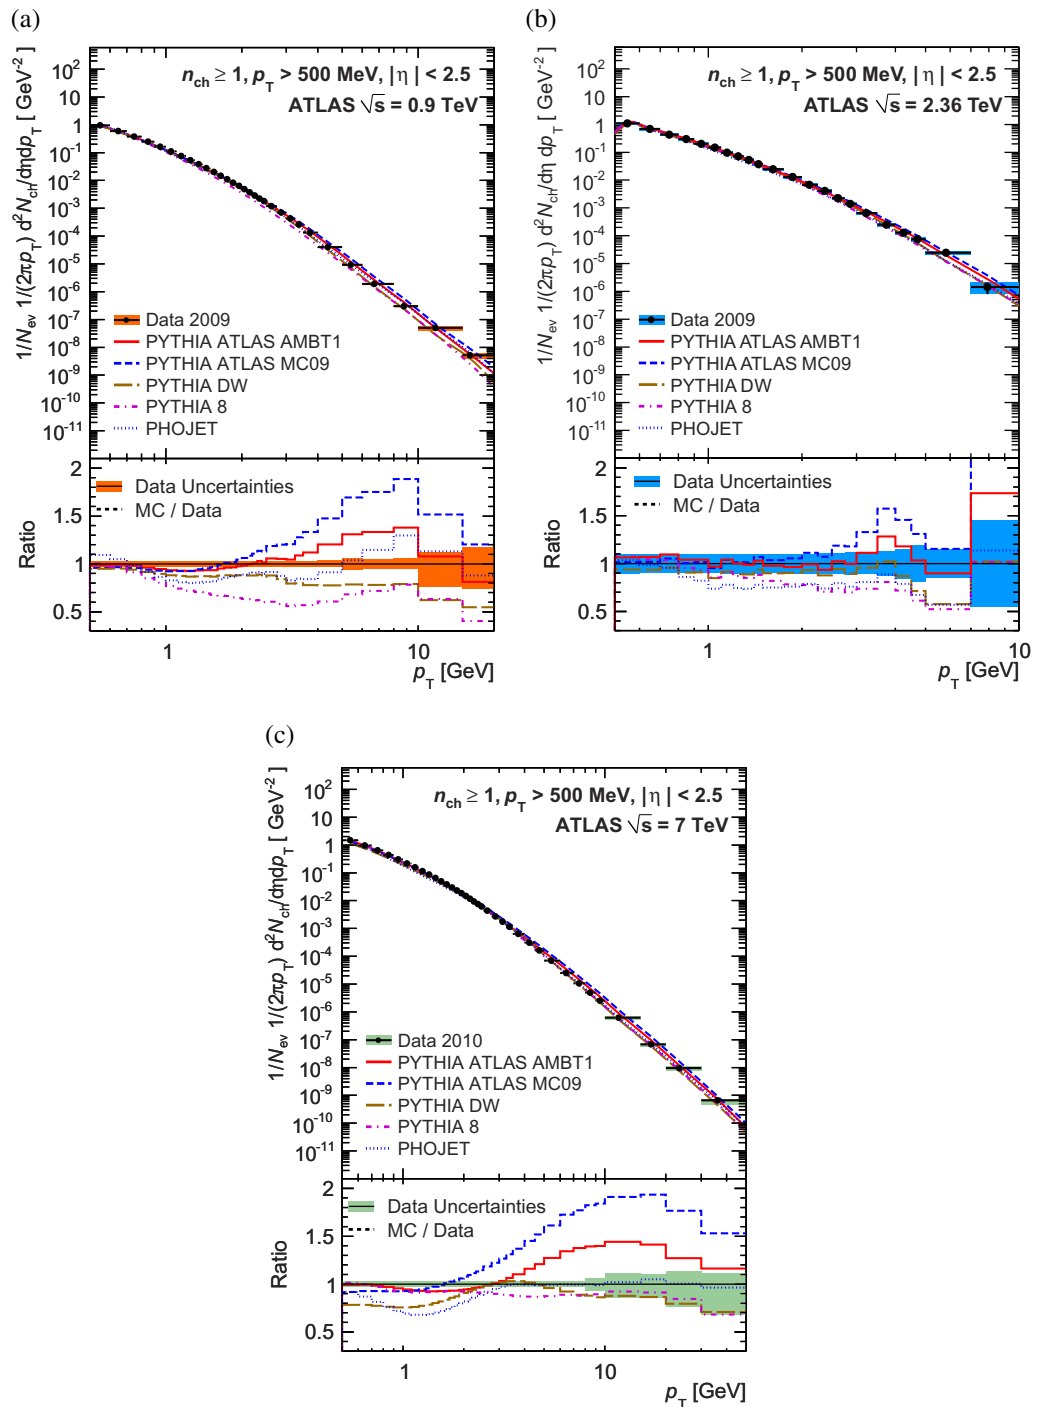 (a)
n_ch ≥ 1, p_T > 500 MeV, | η | < 2.5
ATLAS √s = 0.9 TeV
1/N_ev 1/(2πp_T) d²N_ch/dηdp_T [ GeV⁻² ]
10²
10
1
10⁻¹
10⁻²
10⁻³
10⁻⁴
10⁻⁵
10⁻⁶
10⁻⁷
10⁻⁸
10⁻⁹
10⁻¹⁰
10⁻¹¹
Data 2009
PYTHIA ATLAS AMBT1
PYTHIA ATLAS MC09
PYTHIA DW
PYTHIA 8
PHOJET
Ratio
2
1.5
1
0.5
Data Uncertainties
MC / Data
1 10
p_T [GeV]
(b)
n_ch ≥ 1, p_T > 500 MeV, | η | < 2.5
ATLAS √s = 2.36 TeV
1/N_ev 1/(2πp_T) d²N_ch/dη dp_T [ GeV⁻² ]
10²
10
1
10⁻¹
10⁻²
10⁻³
10⁻⁴
10⁻⁵
10⁻⁶
10⁻⁷
10⁻⁸
10⁻⁹
10⁻¹⁰
10⁻¹¹
Data 2009
PYTHIA ATLAS AMBT1
PYTHIA ATLAS MC09
PYTHIA DW
PYTHIA 8
PHOJET
Ratio
2
1.5
1
0.5
Data Uncertainties
MC / Data
1 10
p_T [GeV]
(c)
n_ch ≥ 1, p_T > 500 MeV, | η | < 2.5
ATLAS √s = 7 TeV
1/N_ev 1/(2πp_T) d²N_ch/dηdp_T [ GeV⁻² ]
10²
10
1
10⁻¹
10⁻²
10⁻³
10⁻⁴
10⁻⁵
10⁻⁶
10⁻⁷
10⁻⁸
10⁻⁹
10⁻¹⁰
10⁻¹¹
Data 2010
PYTHIA ATLAS AMBT1
PYTHIA ATLAS MC09
PYTHIA DW
PYTHIA 8
PHOJET
Ratio
2
1.5
1
0.5
Data Uncertainties
MC / Data
1 10
p_T [GeV]